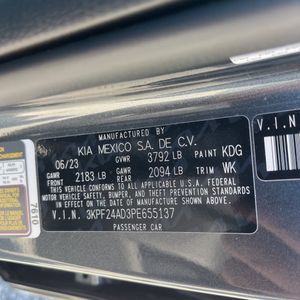 MFD BY
KIA MEXICO S.A. DE C.V.
06/23 GVWR 3792 LB PAINT KDG
GAWR FRONT 2183 LB GAWR REAR 2094 LB TRIM WK
THIS VEHICLE CONFORMS TO ALL APPLICABLE U.S. FEDERAL
MOTOR VEHICLE SAFETY, BUMPER, AND THEFT PREVENTION
STANDARDS IN EFFECT ON THE DATE OF MANUFACTURE SHOWN ABOVE.
V.I.N. 3KPF24AD3PE655137
PASSENGER CAR
V.I.N.
7610